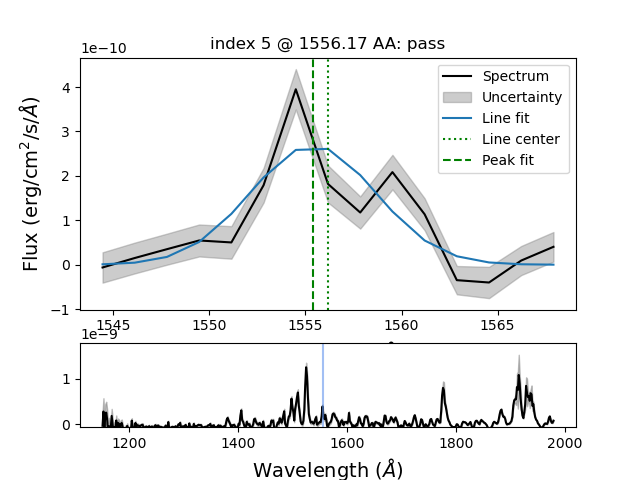 index 5 @ 1556.17 AA: pass
1e−10
Flux (erg/cm²/s/Å)
4
3
2
1
0
−1
Spectrum
Uncertainty
Line fit
Line center
Peak fit
1545 1550 1555 1560 1565
1e−9
1
0
1200 1400 1600 1800 2000
Wavelength (Å)